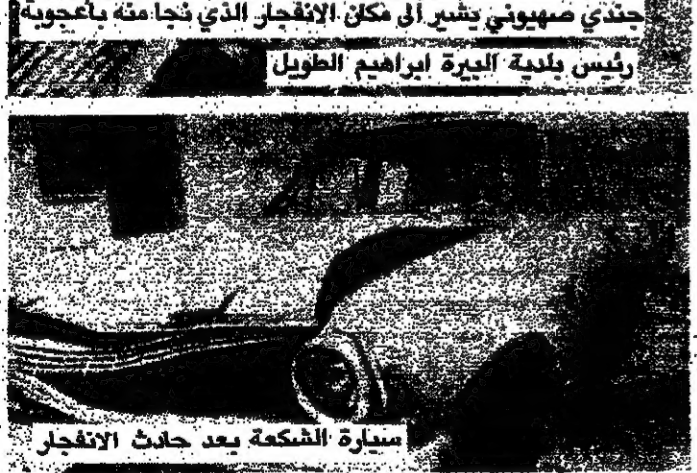 جندي صهيوني يشير الى مكان الانفجار الذي نجا منه باعجوبة
رئيس بلدية البيرة ابراهيم الطويل
سيارة الشكعة بعد حادث الانفجار